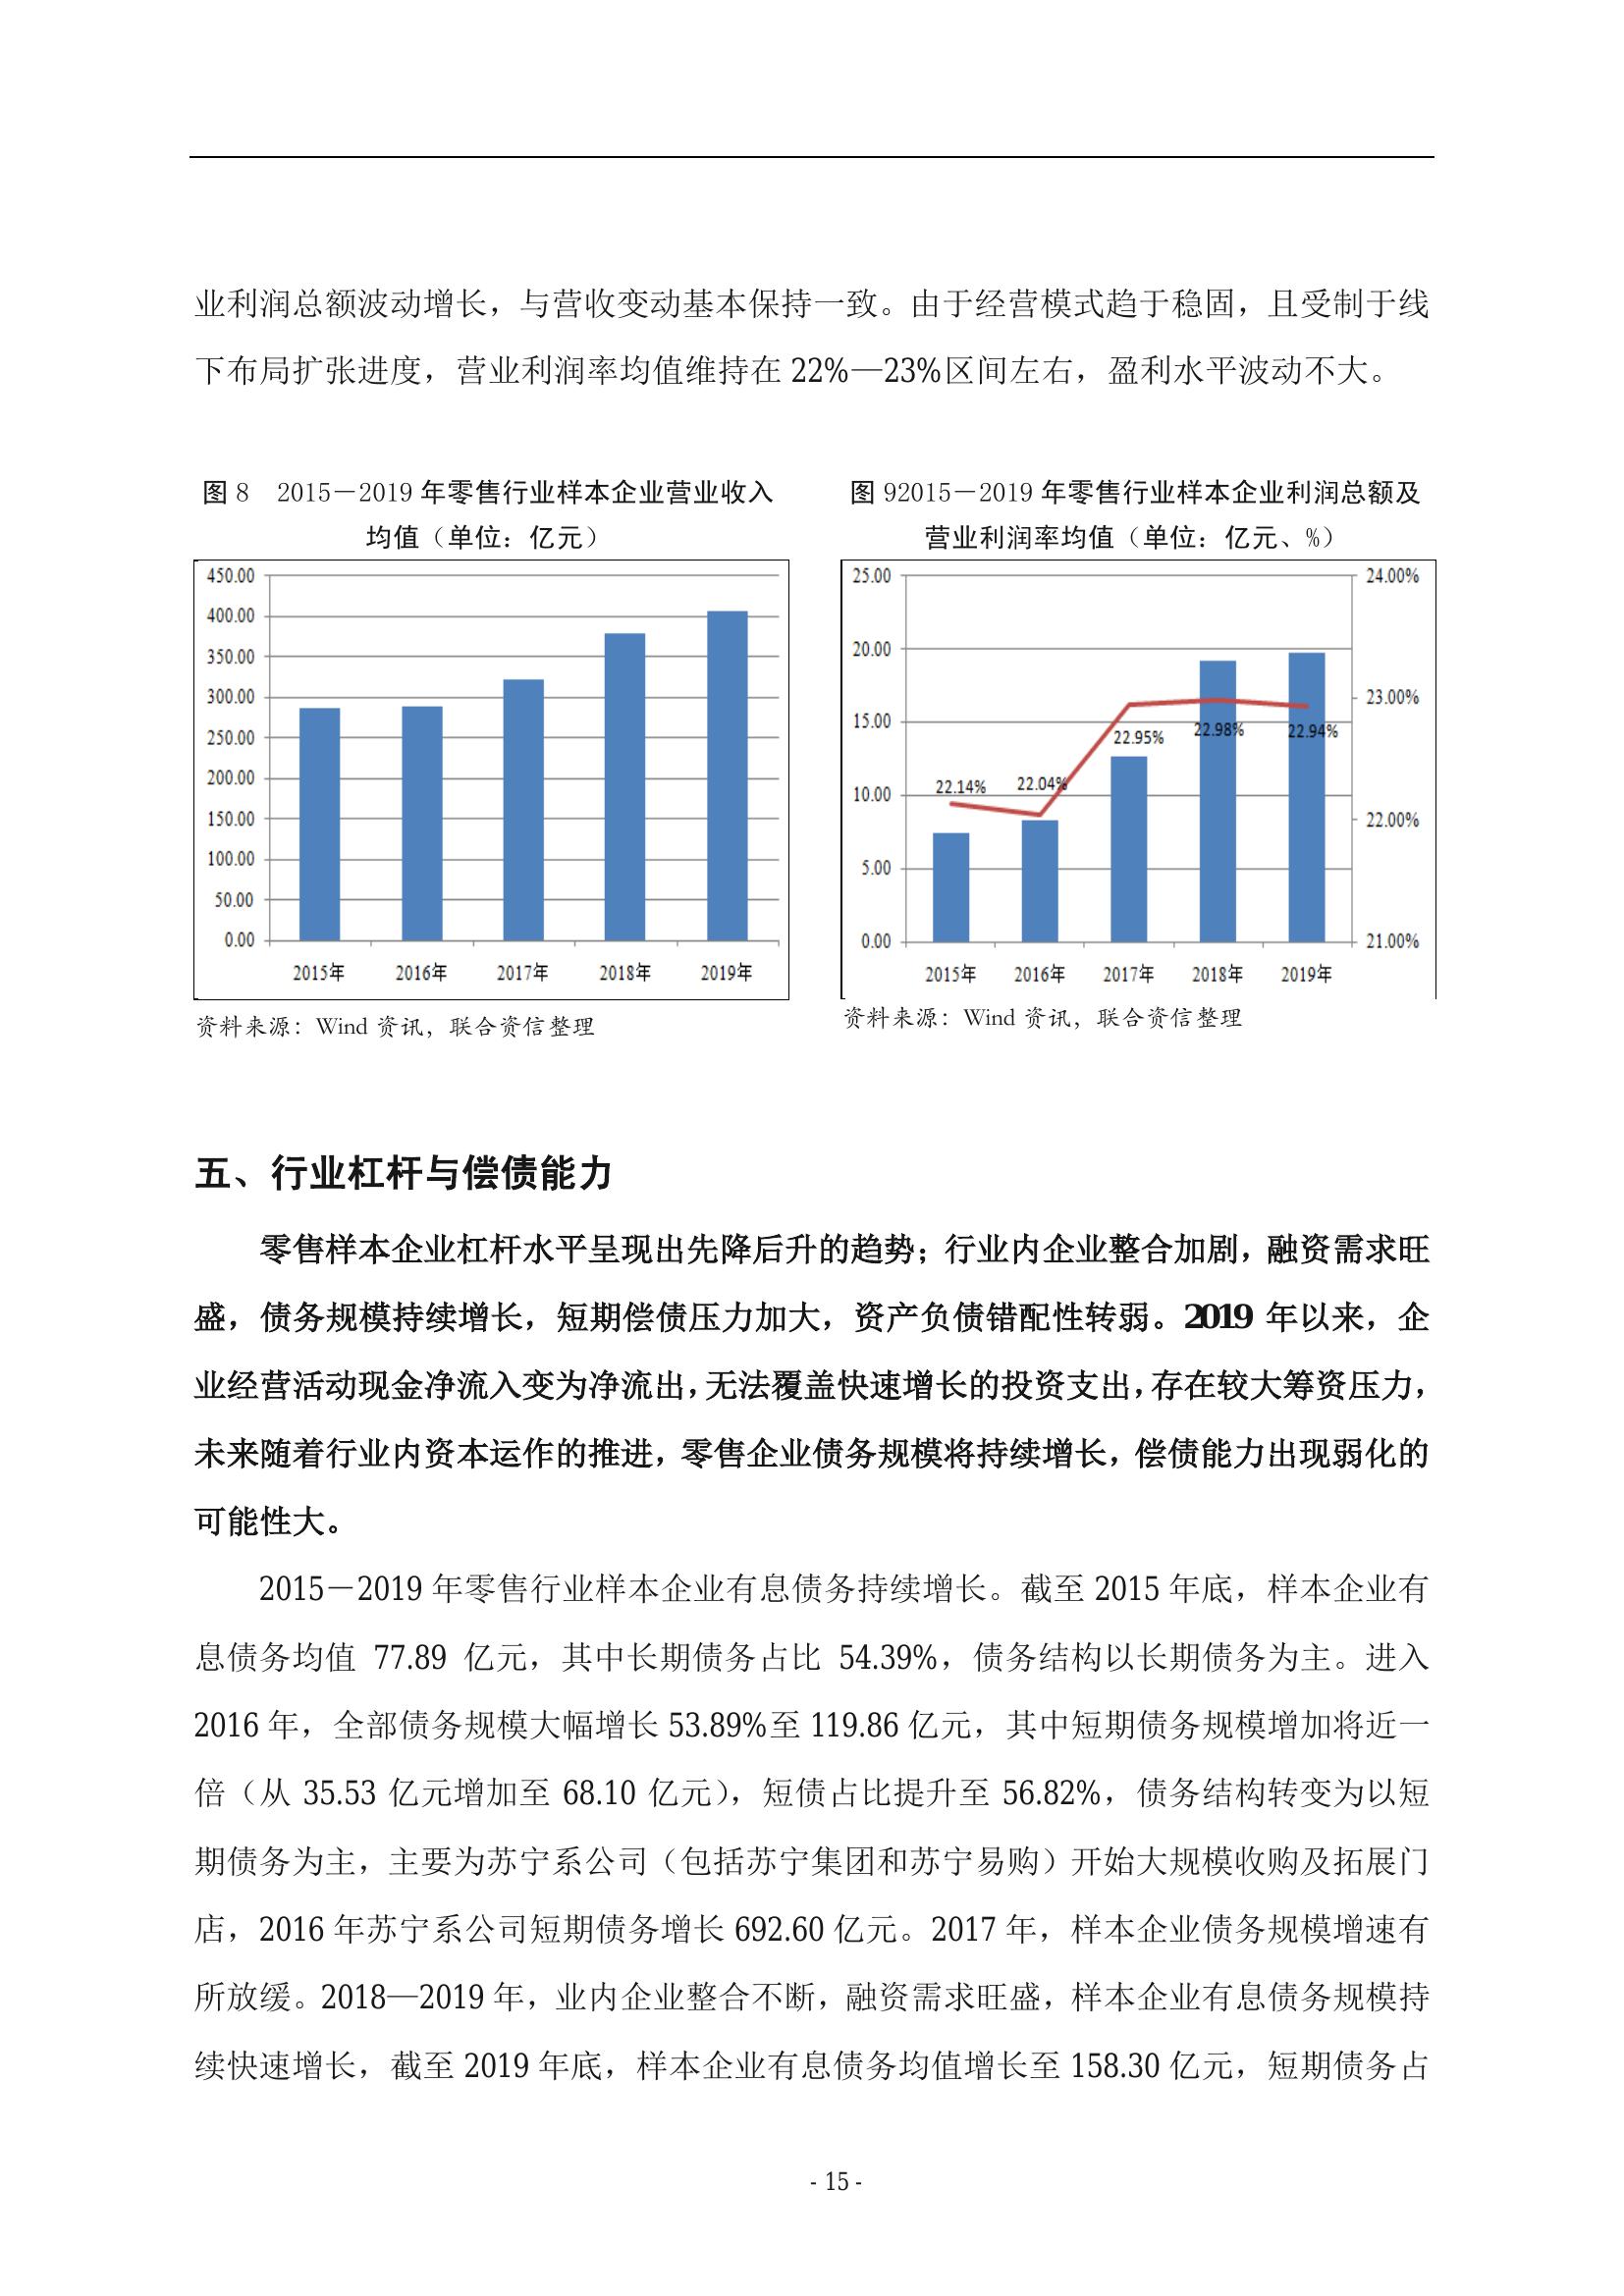 业利润总额波动增长，与营收变动基本保持一致。由于经营模式趋于稳固，且受制于线
下布局扩张进度，营业利润率均值维持在 22%—23%区间左右，盈利水平波动不大。
图 8　2015－2019 年零售行业样本企业营业收入
均值（单位：亿元）
450.00
400.00
350.00
300.00
250.00
200.00
150.00
100.00
50.00
0.00
2015年 2016年 2017年 2018年 2019年
资料来源：Wind 资讯，联合资信整理
图 92015－2019 年零售行业样本企业利润总额及
营业利润率均值（单位：亿元、%）
25.00
20.00
15.00
10.00
5.00
0.00
24.00%
23.00%
22.00%
21.00%
22.14% 22.04% 22.95% 22.98% 22.94%
2015年 2016年 2017年 2018年 2019年
资料来源：Wind 资讯，联合资信整理
五、行业杠杆与偿债能力
零售样本企业杠杆水平呈现出先降后升的趋势；行业内企业整合加剧，融资需求旺
盛，债务规模持续增长，短期偿债压力加大，资产负债错配性转弱。2019 年以来，企
业经营活动现金净流入变为净流出，无法覆盖快速增长的投资支出，存在较大筹资压力，
未来随着行业内资本运作的推进，零售企业债务规模将持续增长，偿债能力出现弱化的
可能性大。
2015－2019 年零售行业样本企业有息债务持续增长。截至 2015 年底，样本企业有
息债务均值 77.89 亿元，其中长期债务占比 54.39%，债务结构以长期债务为主。进入
2016 年，全部债务规模大幅增长 53.89%至 119.86 亿元，其中短期债务规模增加将近一
倍（从 35.53 亿元增加至 68.10 亿元），短债占比提升至 56.82%，债务结构转变为以短
期债务为主，主要为苏宁系公司（包括苏宁集团和苏宁易购）开始大规模收购及拓展门
店，2016 年苏宁系公司短期债务增长 692.60 亿元。2017 年，样本企业债务规模增速有
所放缓。2018—2019 年，业内企业整合不断，融资需求旺盛，样本企业有息债务规模持
续快速增长，截至 2019 年底，样本企业有息债务均值增长至 158.30 亿元，短期债务占
- 15 -